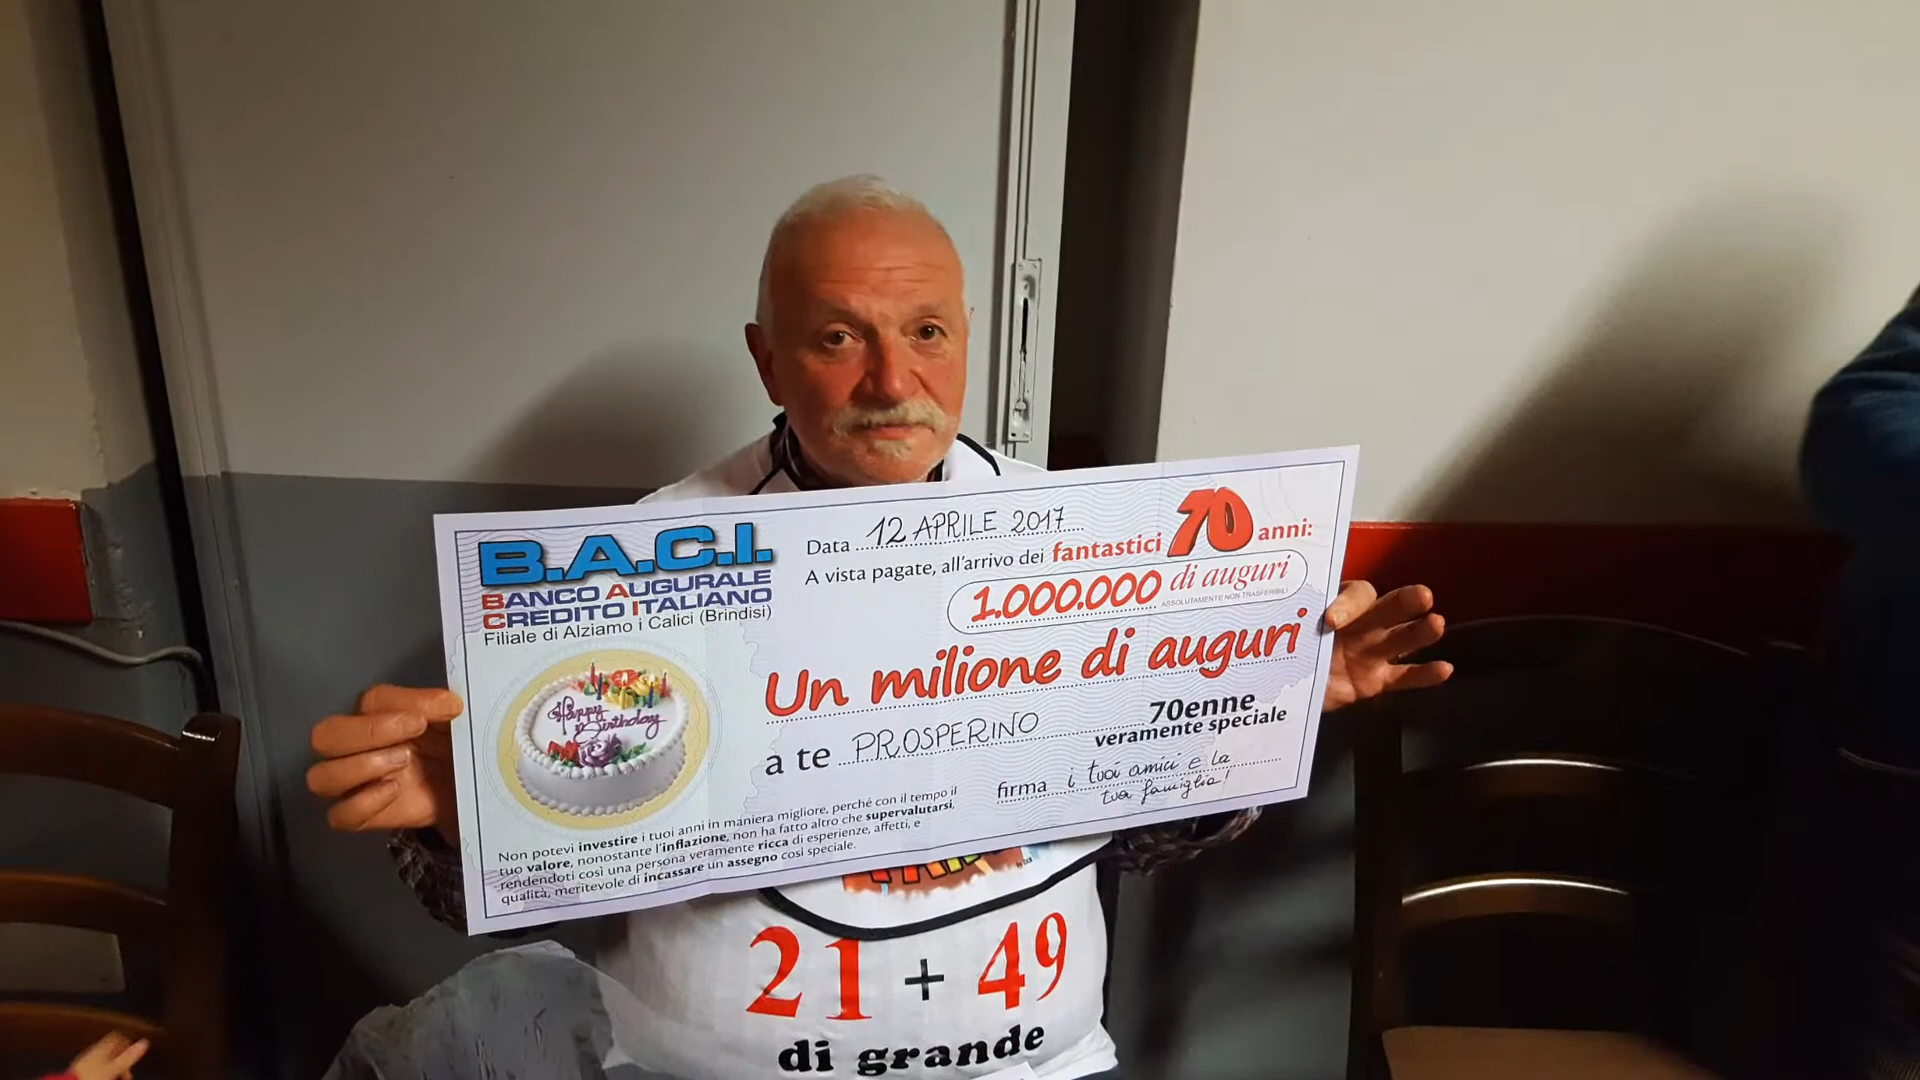 B.A.C.I.
BANCO AUGURALE
CREDITO ITALIANO
Filiale di Alziamo i Calici (Brindisi)
Data 12 APRILE 2017
A vista pagate, all'arrivo dei fantastici 70 anni:
1.000.000 di auguri
ASSOLUTAMENTE NON TRASFERIBILI
Un milione di auguri
a te PROSPERINO 70enne
veramente speciale
firma i tuoi amici e la
tua famiglia!
Happy
Birthday
Non potevi investire i tuoi anni in maniera migliore, perché con il tempo il
tuo valore, nonostante l'inflazione, non ha fatto altro che supervalutarsi,
rendendoti così una persona veramente ricca di esperienze, affetti, e
qualità, meritevole di incassare un assegno così speciale.
21 + 49
di grande